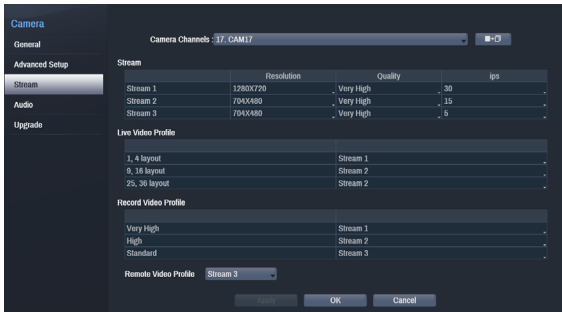 Camera
General
Advanced Setup
Stream
Audio
Upgrade
Camera Channels : 17. CAM17
Stream
Resolution Quality ips
Stream 1 1280X720 Very High 30
Stream 2 704X480 Very High 15
Stream 3 704X480 Very High 5
Live Video Profile
1, 4 layout Stream 1
9, 16 layout Stream 2
25, 36 layout Stream 2
Record Video Profile
Very High Stream 1
High Stream 2
Standard Stream 3
Remote Video Profile Stream 3
Apply OK Cancel